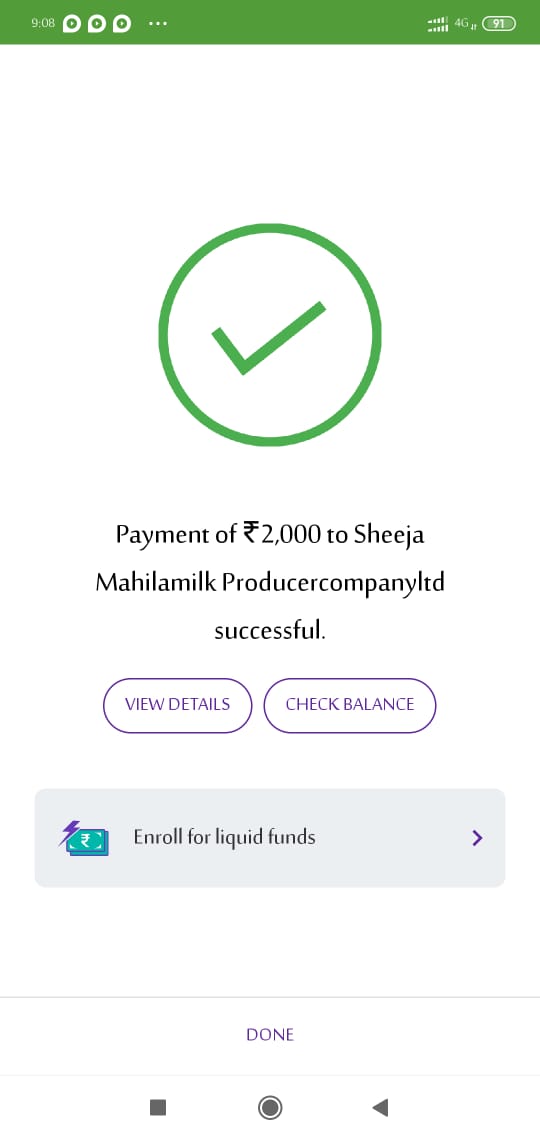 9:08 ... 4G 91
Payment of ₹2,000 to Sheeja
Mahilamilk Producercompanyltd
successful.
VIEW DETAILS CHECK BALANCE
₹ Enroll for liquid funds
DONE